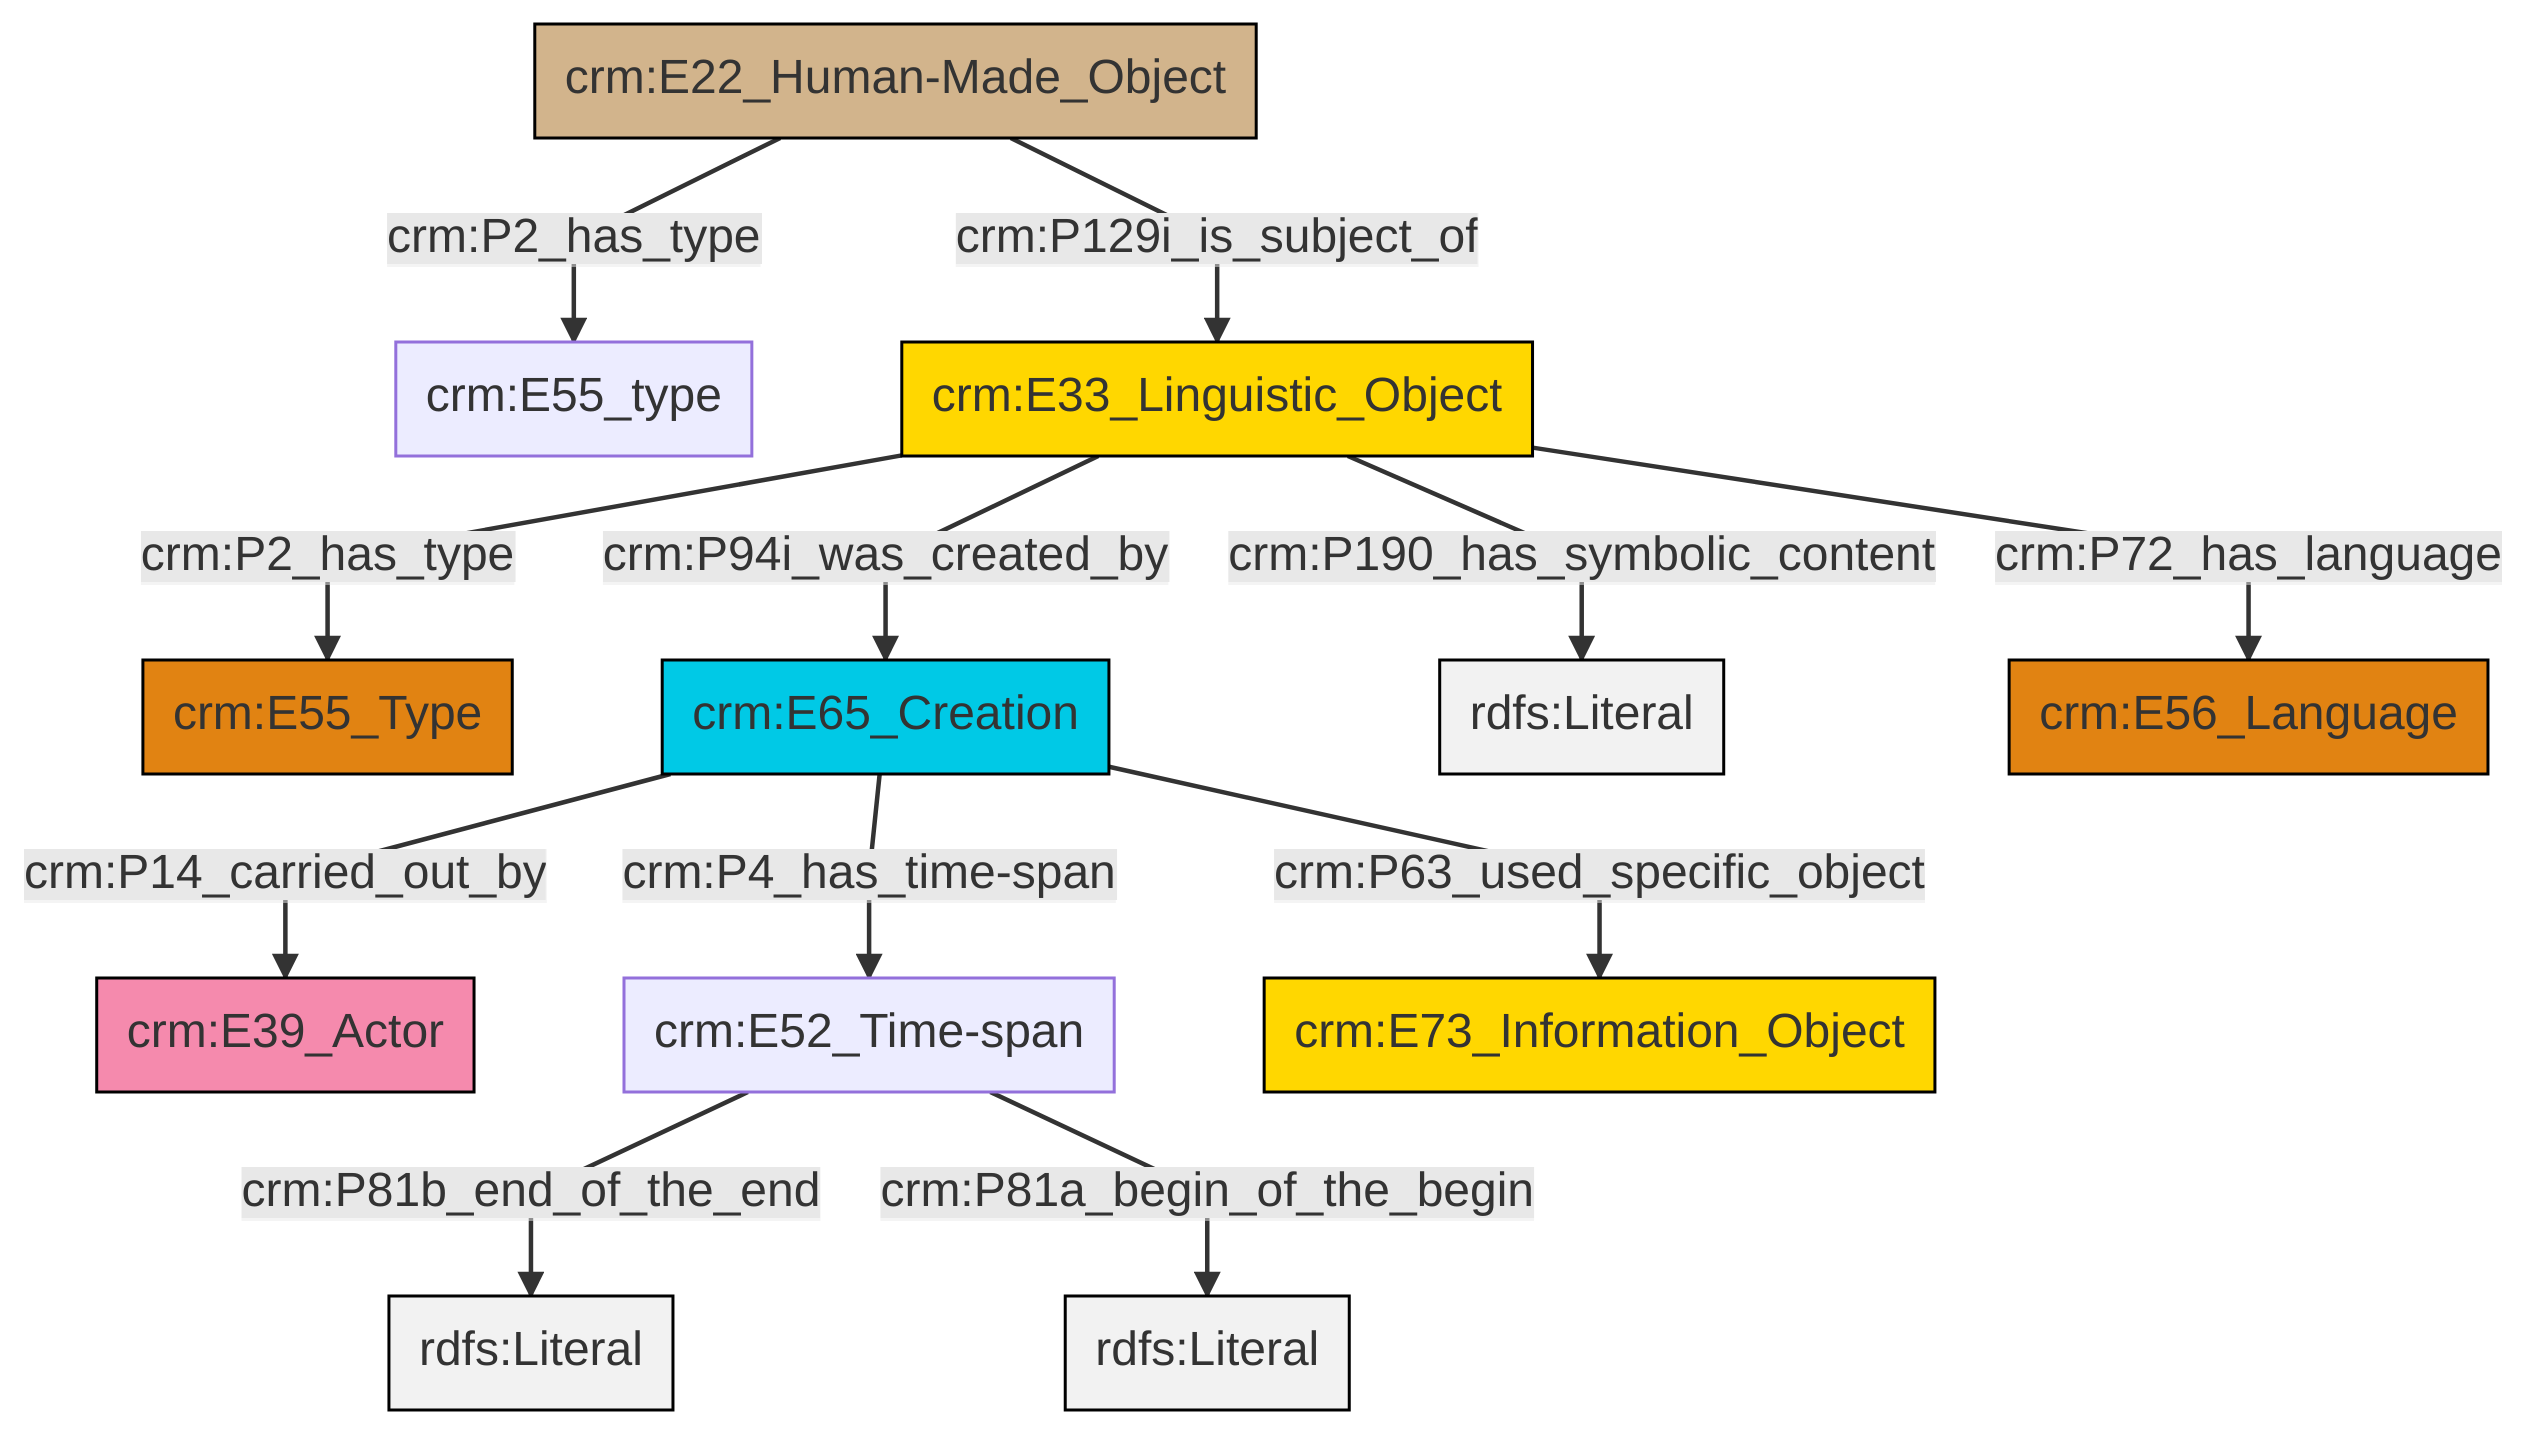 crm:E22_Human-Made_Object
crm:P2_has_type
crm:P129i_is_subject_of
crm:E55_type
crm:E33_Linguistic_Object
crm:P2_has_type
crm:P94i_was_created_by
crm:P190_has_symbolic_content
crm:P72_has_language
crm:E55_Type
crm:E65_Creation
rdfs:Literal
crm:E56_Language
crm:P14_carried_out_by
crm:P4_has_time-span
crm:P63_used_specific_object
crm:E39_Actor
crm:E52_Time-span
crm:E73_Information_Object
crm:P81b_end_of_the_end
crm:P81a_begin_of_the_begin
rdfs:Literal
rdfs:Literal